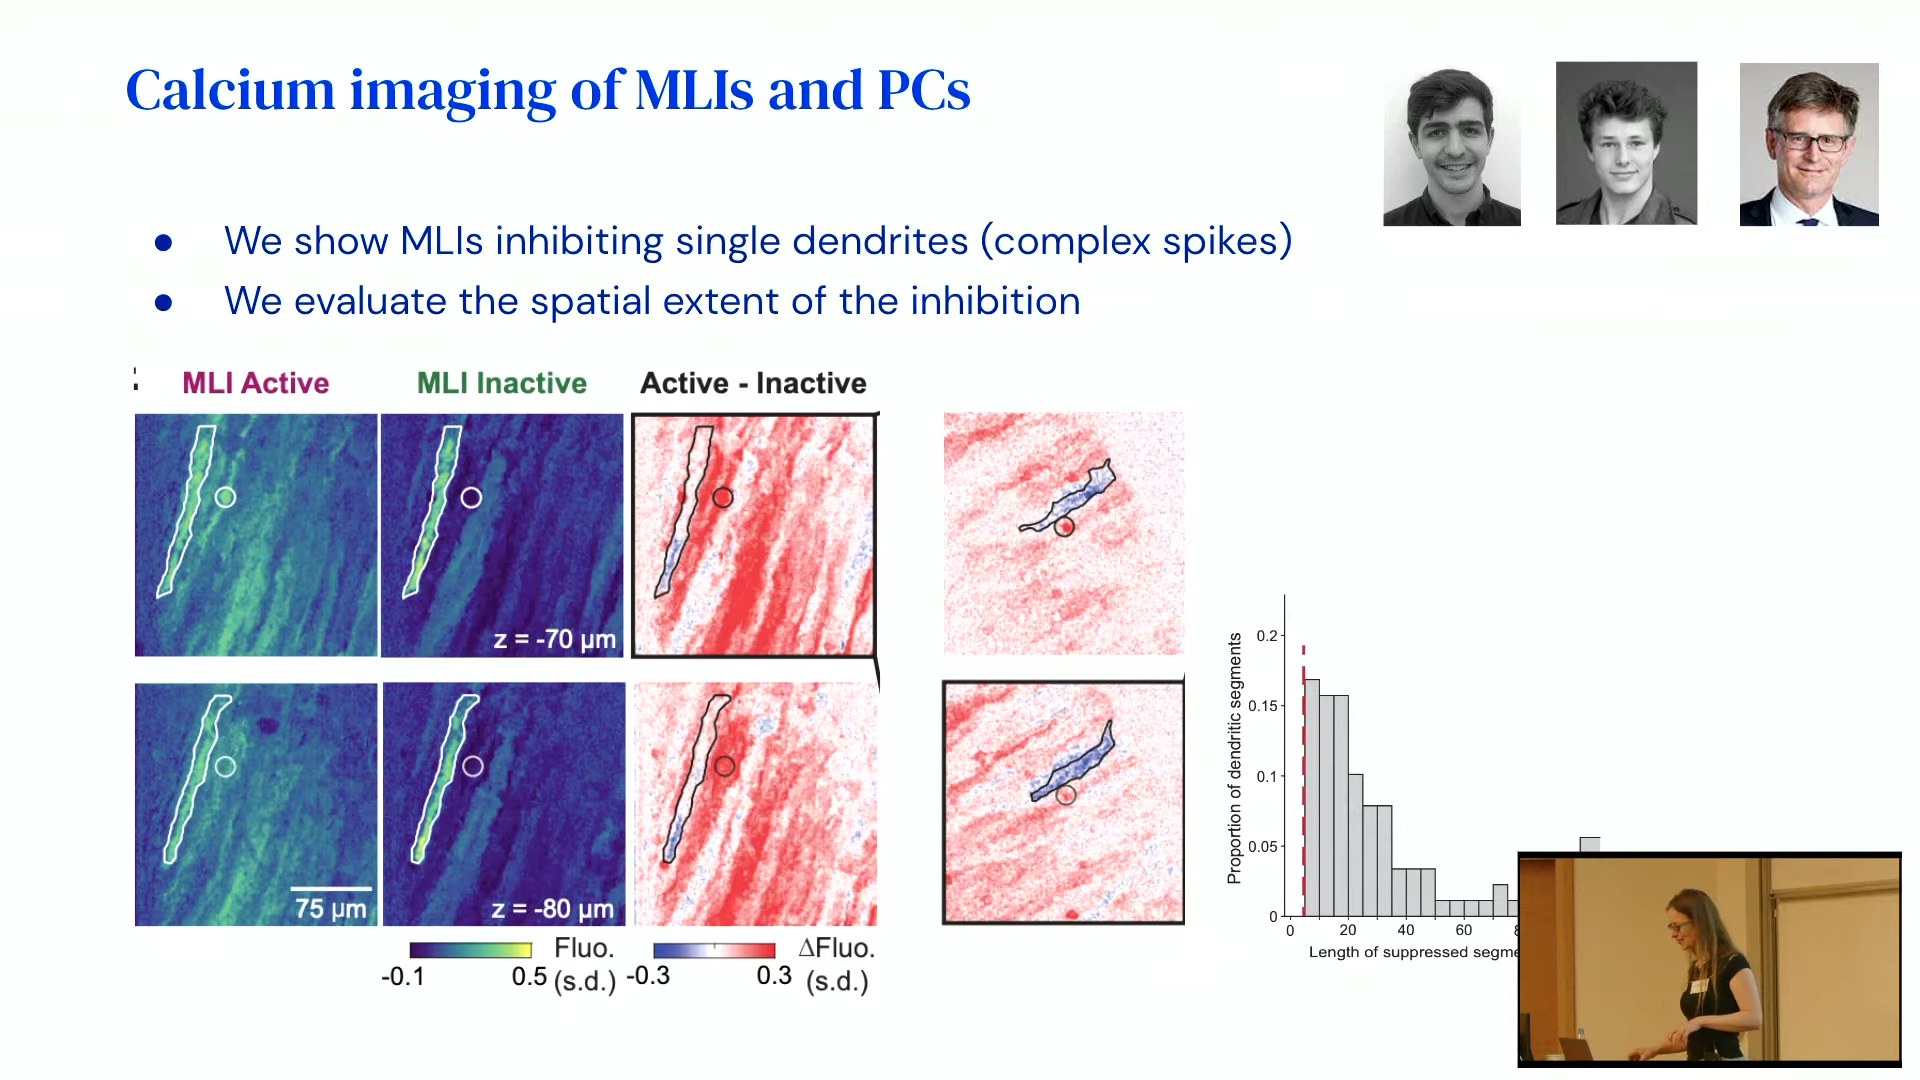 Calcium imaging of MLIs and PCs
● We show MLIs inhibiting single dendrites (complex spikes)
● We evaluate the spatial extent of the inhibition
MLI Active
MLI Inactive
Active - Inactive
z = -70 µm
75 µm
z = -80 µm
-0.1
0.5
Fluo.
(s.d.)
-0.3
0.3
ΔFluo.
(s.d.)
Proportion of dendritic segments
0.2
0.15
0.1
0.05
0
0 20 40 60
Length of suppressed